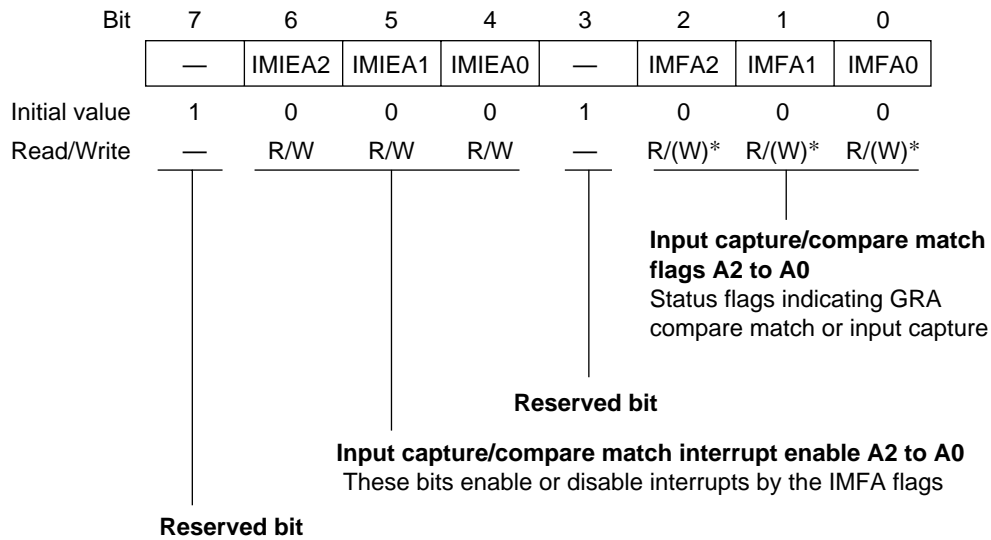 Bit 7 6 5 4 3 2 1 0
— IMIEA2 IMIEA1 IMIEA0 — IMFA2 IMFA1 IMFA0
Initial value 1 0 0 0 1 0 0 0
Read/Write — R/W R/W R/W — R/(W)* R/(W)* R/(W)*
Input capture/compare match
flags A2 to A0
Status flags indicating GRA
compare match or input capture
Reserved bit
Input capture/compare match interrupt enable A2 to A0
These bits enable or disable interrupts by the IMFA flags
Reserved bit